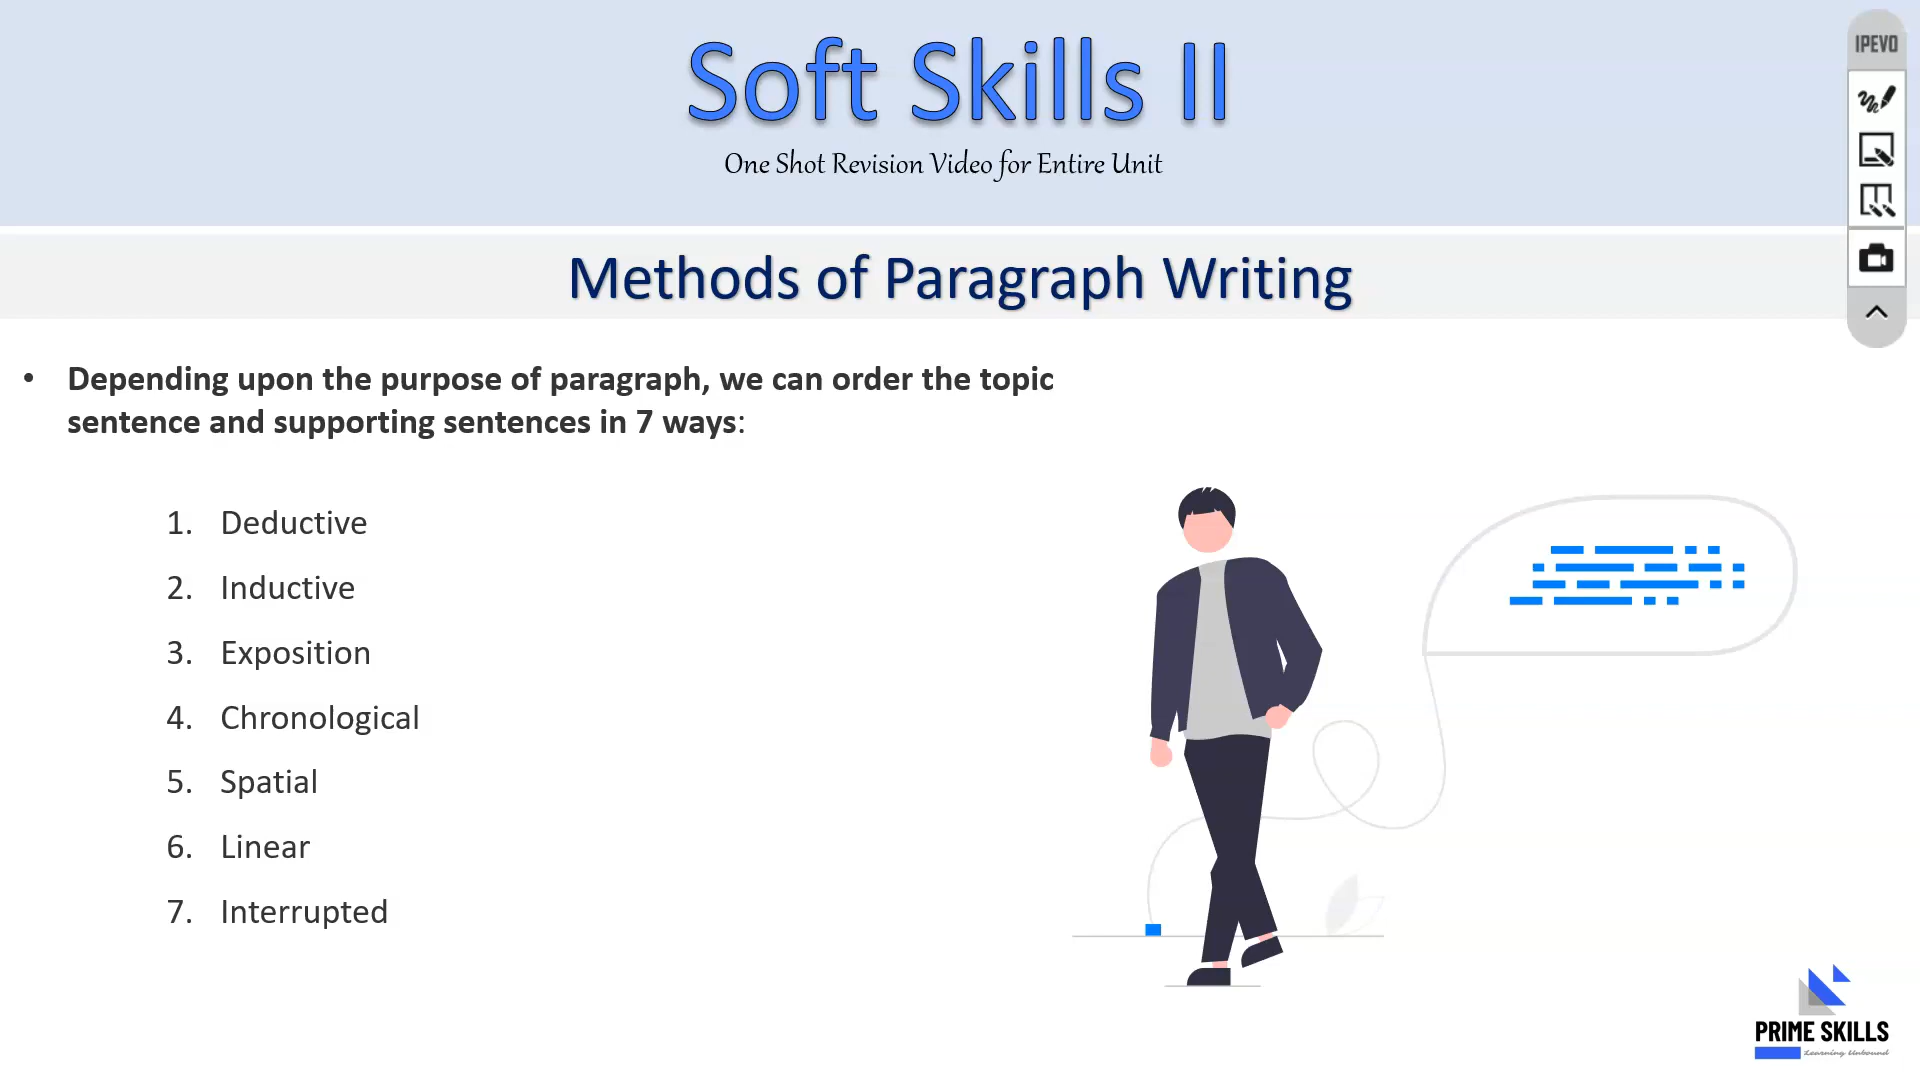 Soft Skills II
One Shot Revision Video for Entire Unit
IPEVO
Methods of Paragraph Writing
• Depending upon the purpose of paragraph, we can order the topic
sentence and supporting sentences in 7 ways:
1. Deductive
2. Inductive
3. Exposition
4. Chronological
5. Spatial
6. Linear
7. Interrupted
PRIME SKILLS
Learning Unbound